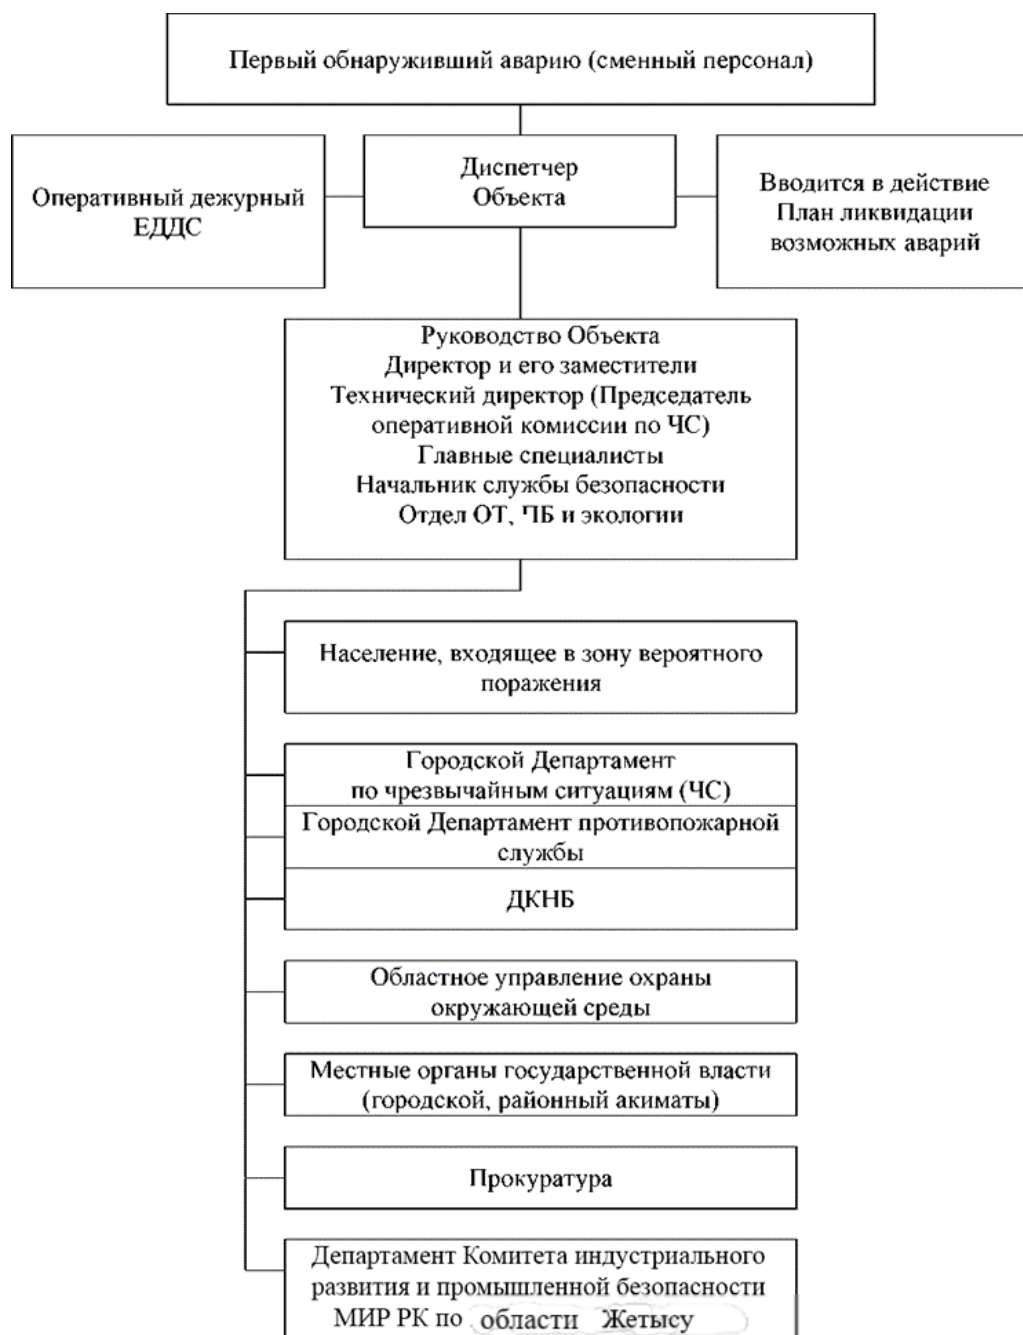 Первый обнаруживший аварию (сменный персонал)
Оперативный дежурный
ЕДДС
Диспетчер
Объекта
Вводится в действие
План ликвидации
возможных аварий
Руководство Объекта
Директор и его заместители
Технический директор (Председатель
оперативной комиссии по ЧС)
Главные специалисты
Начальник службы безопасности
Отдел ОТ, ПБ и экологии
Население, входящее в зону вероятного
поражения
Городской Департамент
по чрезвычайным ситуациям (ЧС)
Городской Департамент противопожарной
службы
ДКНБ
Областное управление охраны
окружающей среды
Местные органы государственной власти
(городской, районный акиматы)
Прокуратура
Департамент Комитета индустриального
развития и промышленной безопасности
МИР РК по области Жетысу